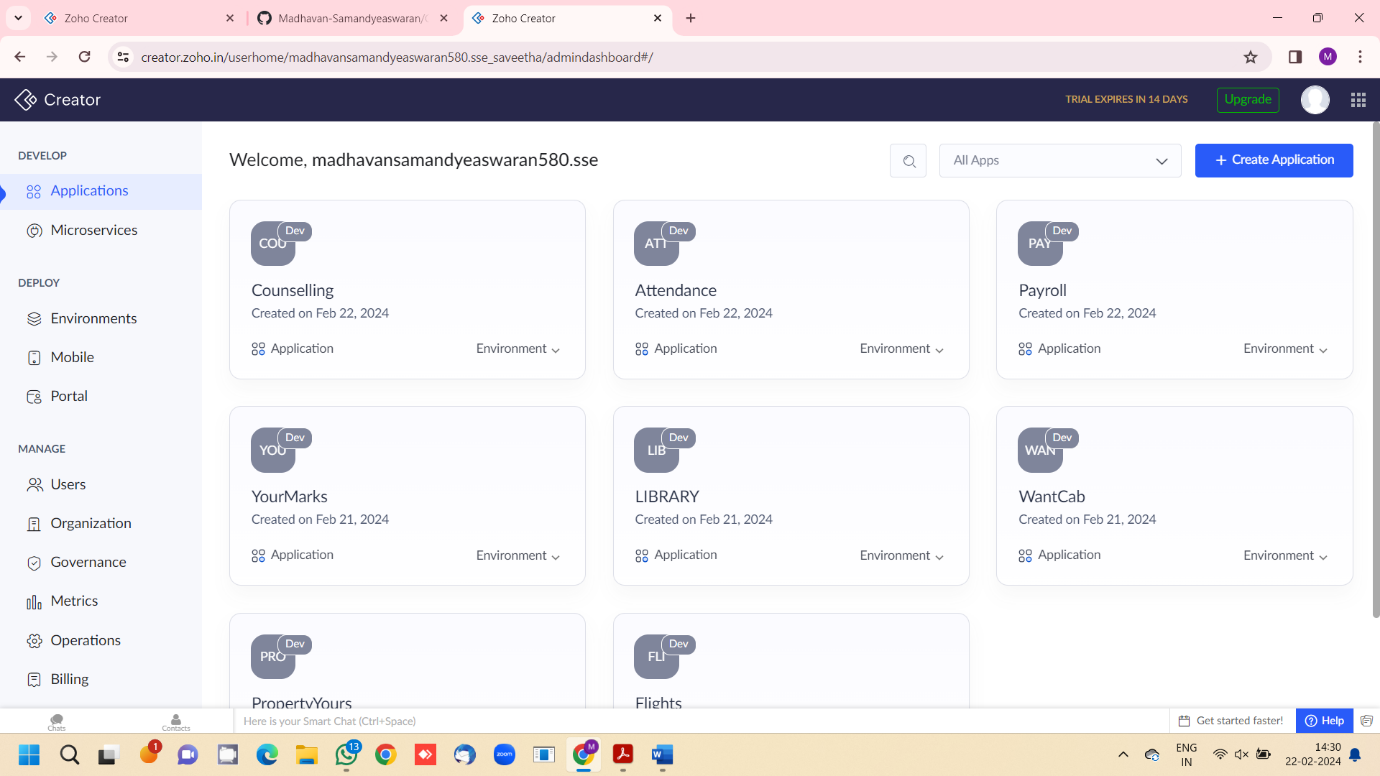 Zoho Creator
Madhavan-Samandyeaswaran/
Zoho Creator
creator.zoho.in/userhome/madhavansamandyeaswaran580.sse_saveetha/admindashboard#/
M
Creator
TRIAL EXPIRES IN 14 DAYS
Upgrade
DEVELOP
Applications
Microservices
DEPLOY
Environments
Mobile
Portal
MANAGE
Users
Organization
Governance
Metrics
Operations
Billing
Welcome, madhavansamandyeaswaran580.sse
All Apps
+ Create Application
COU Dev
Counselling
Created on Feb 22, 2024
Application Environment
ATT Dev
Attendance
Created on Feb 22, 2024
Application Environment
PAY Dev
Payroll
Created on Feb 22, 2024
Application Environment
YOU Dev
YourMarks
Created on Feb 21, 2024
Application Environment
LIB Dev
LIBRARY
Created on Feb 21, 2024
Application Environment
WAN Dev
WantCab
Created on Feb 21, 2024
Application Environment
PRO Dev
PropertyYours
FLI Dev
Flights
Chats
Contacts
Here is your Smart Chat (Ctrl+Space)
Get started faster!
Help
1
13
zoom
M
ENG
IN
14:30
22-02-2024